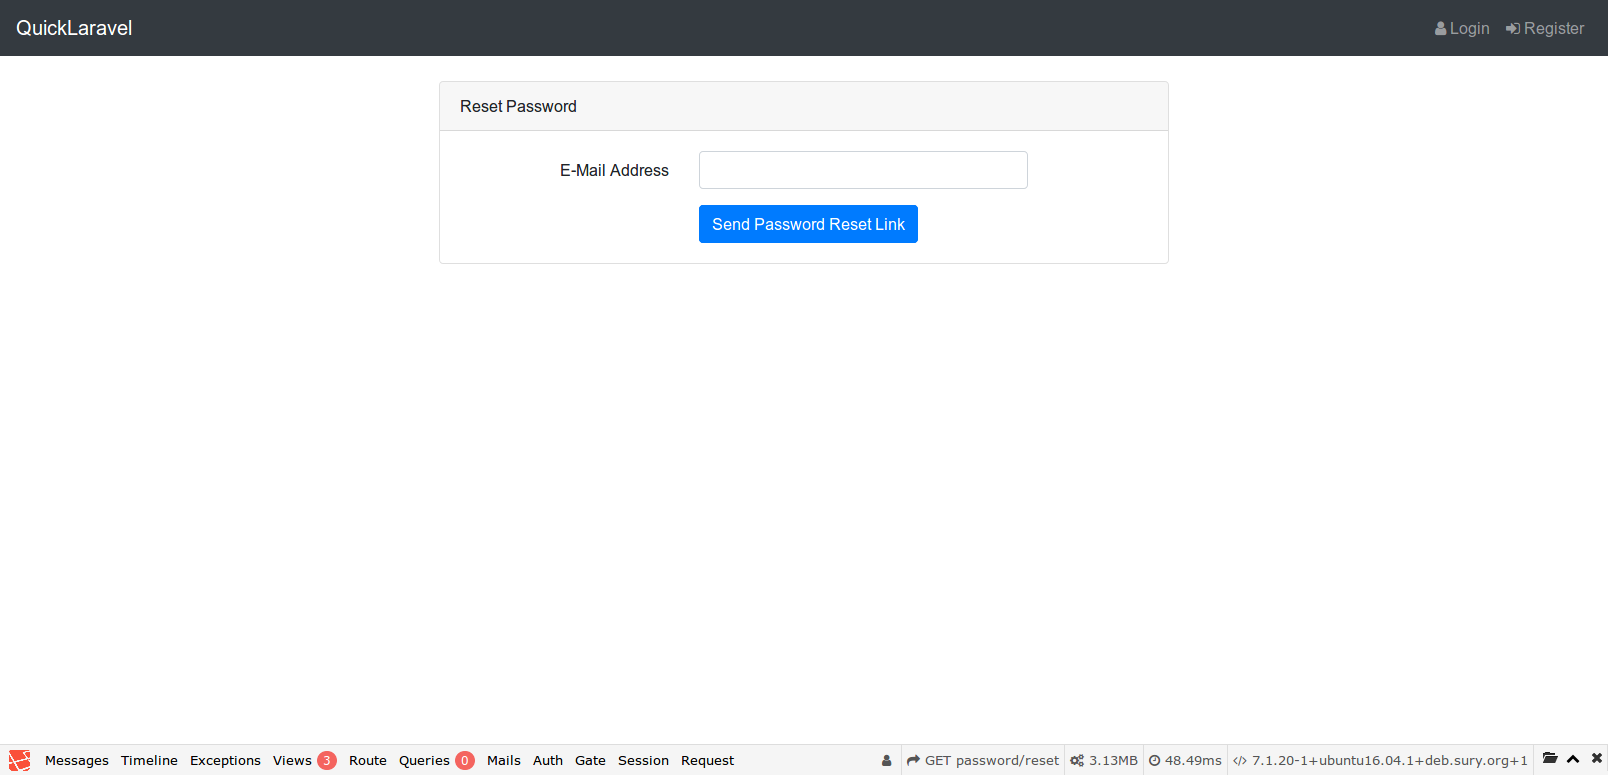 QuickLaravel Login Register
Reset Password
E-Mail Address
Send Password Reset Link
Messages Timeline Exceptions Views 3 Route Queries 0 Mails Auth Gate Session Request GET password/reset 3.13MB 48.49ms 7.1.20-1+ubuntu16.04.1+deb.sury.org+1